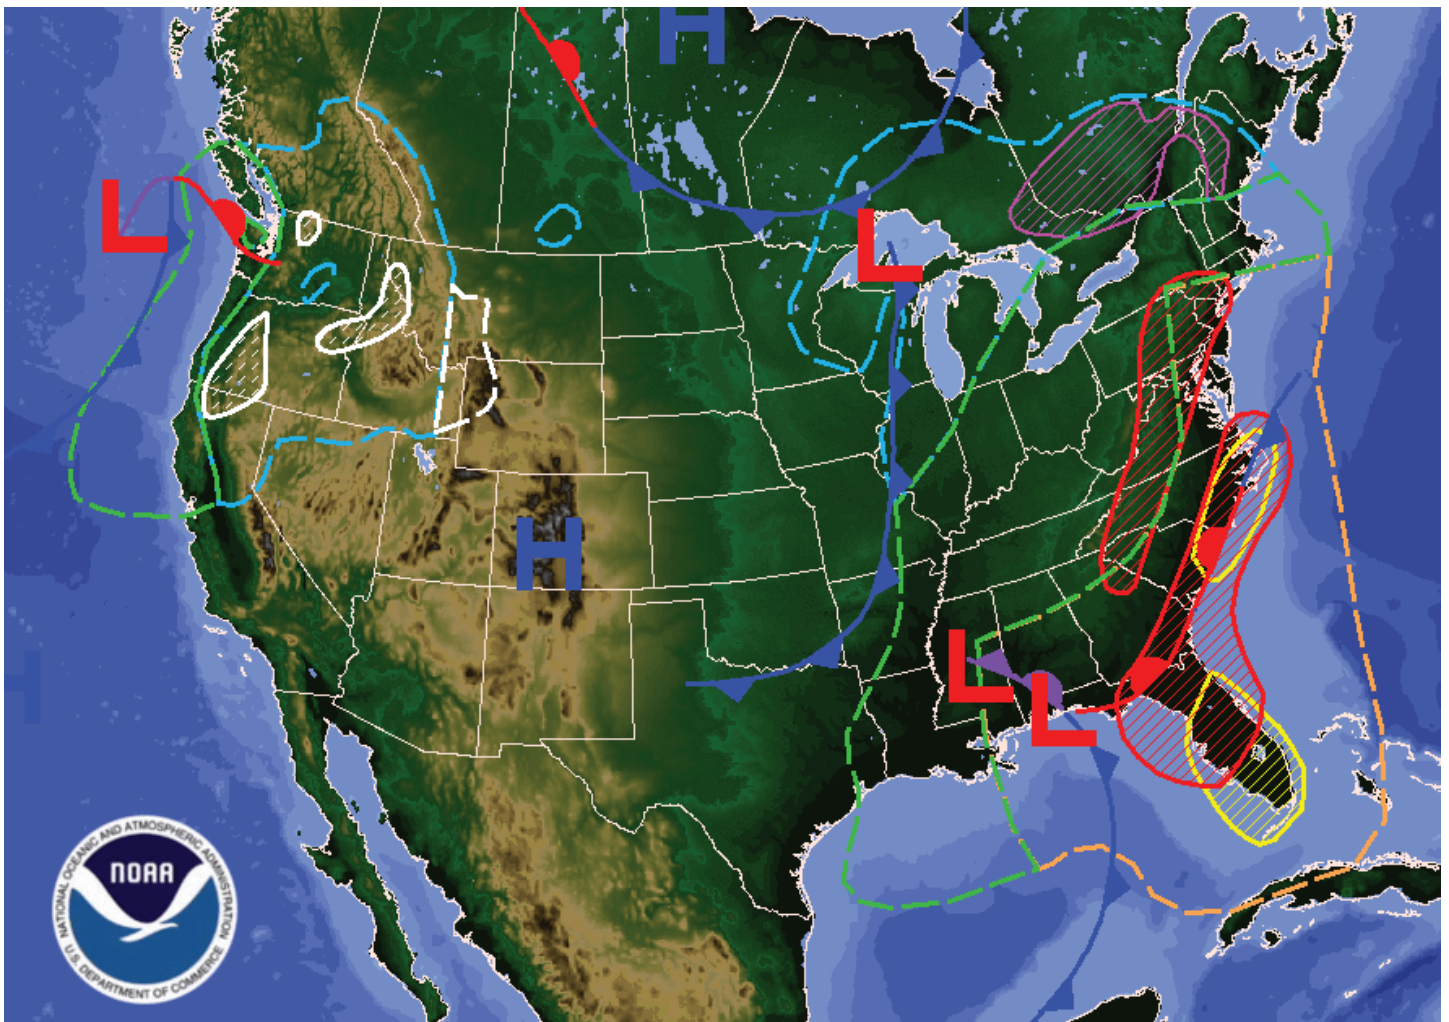 H
L
L
H
L
L
H
NOAA
NATIONAL OCEANIC AND ATMOSPHERIC ADMINISTRATION
U.S. DEPARTMENT OF COMMERCE